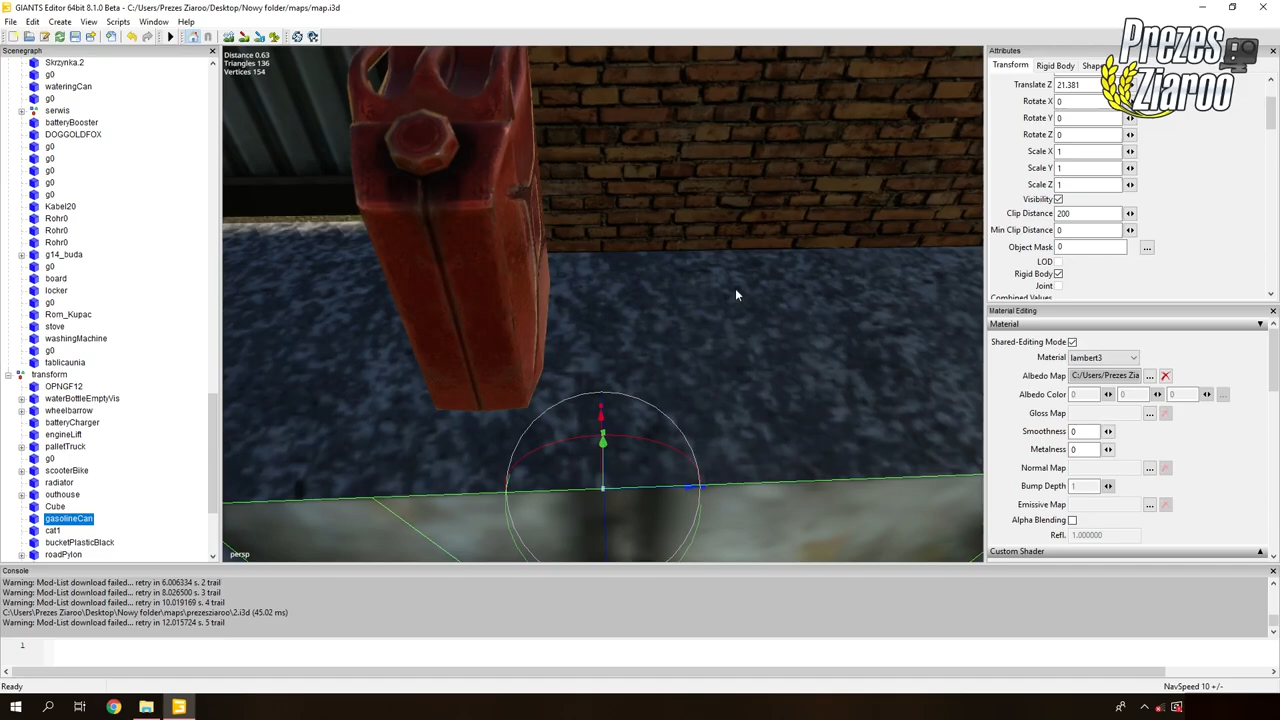 GIANTS Editor 64bit 8.1.0 Beta - C:/Users/Prezes Ziaroo/Desktop/Nowy folder/maps/map.i3d
File Edit Create View Scripts Window Help
Scenegraph
Skrzynka.2
g0
wateringCan
g0
serwis
batteryBooster
DOGGOLDFOX
g0
g0
g0
g0
g0
Kabel20
Rohr0
Rohr0
Rohr0
g14_buda
g0
board
locker
g0
Rom_Kupac
stove
washingMachine
g0
tablicaunia
transform
OPNGF12
waterBottleEmptyVis
wheelbarrow
batteryCharger
engineLift
palletTruck
g0
scooterBike
radiator
outhouse
Cube
gasolineCan
cat1
bucketPlasticBlack
roadPylon
Distance 0.63
Triangles 136
Vertices 154
persp
Prezes
Ziaroo
Attributes
Transform Rigid Body Shape
Translate Z 21.381
Rotate X 0
Rotate Y 0
Rotate Z 0
Scale X 1
Scale Y 1
Scale Z 1
Visibility
Clip Distance 200
Min Clip Distance 0
Object Mask 0 ...
LOD
Rigid Body
Joint
Combined Values
Material Editing
Material
Shared-Editing Mode
Material lambert3
Albedo Map C:/Users/Prezes Zia ...
Albedo Color 0 0 0 ...
Gloss Map ...
Smoothness 0
Metalness 0
Normal Map ...
Bump Depth 1
Emissive Map ...
Alpha Blending
Refl. 1.000000
Custom Shader
Console
Warning: Mod-List download failed... retry in 6.006334 s. 2 trail
Warning: Mod-List download failed... retry in 8.026500 s. 3 trail
Warning: Mod-List download failed... retry in 10.019169 s. 4 trail
C:\Users\Prezes Ziaroo\Desktop\Nowy folder\maps\prezesziaroo\2.i3d (45.02 ms)
Warning: Mod-List download failed... retry in 12.015724 s. 5 trail
1
Ready
NavSpeed 10 +/-